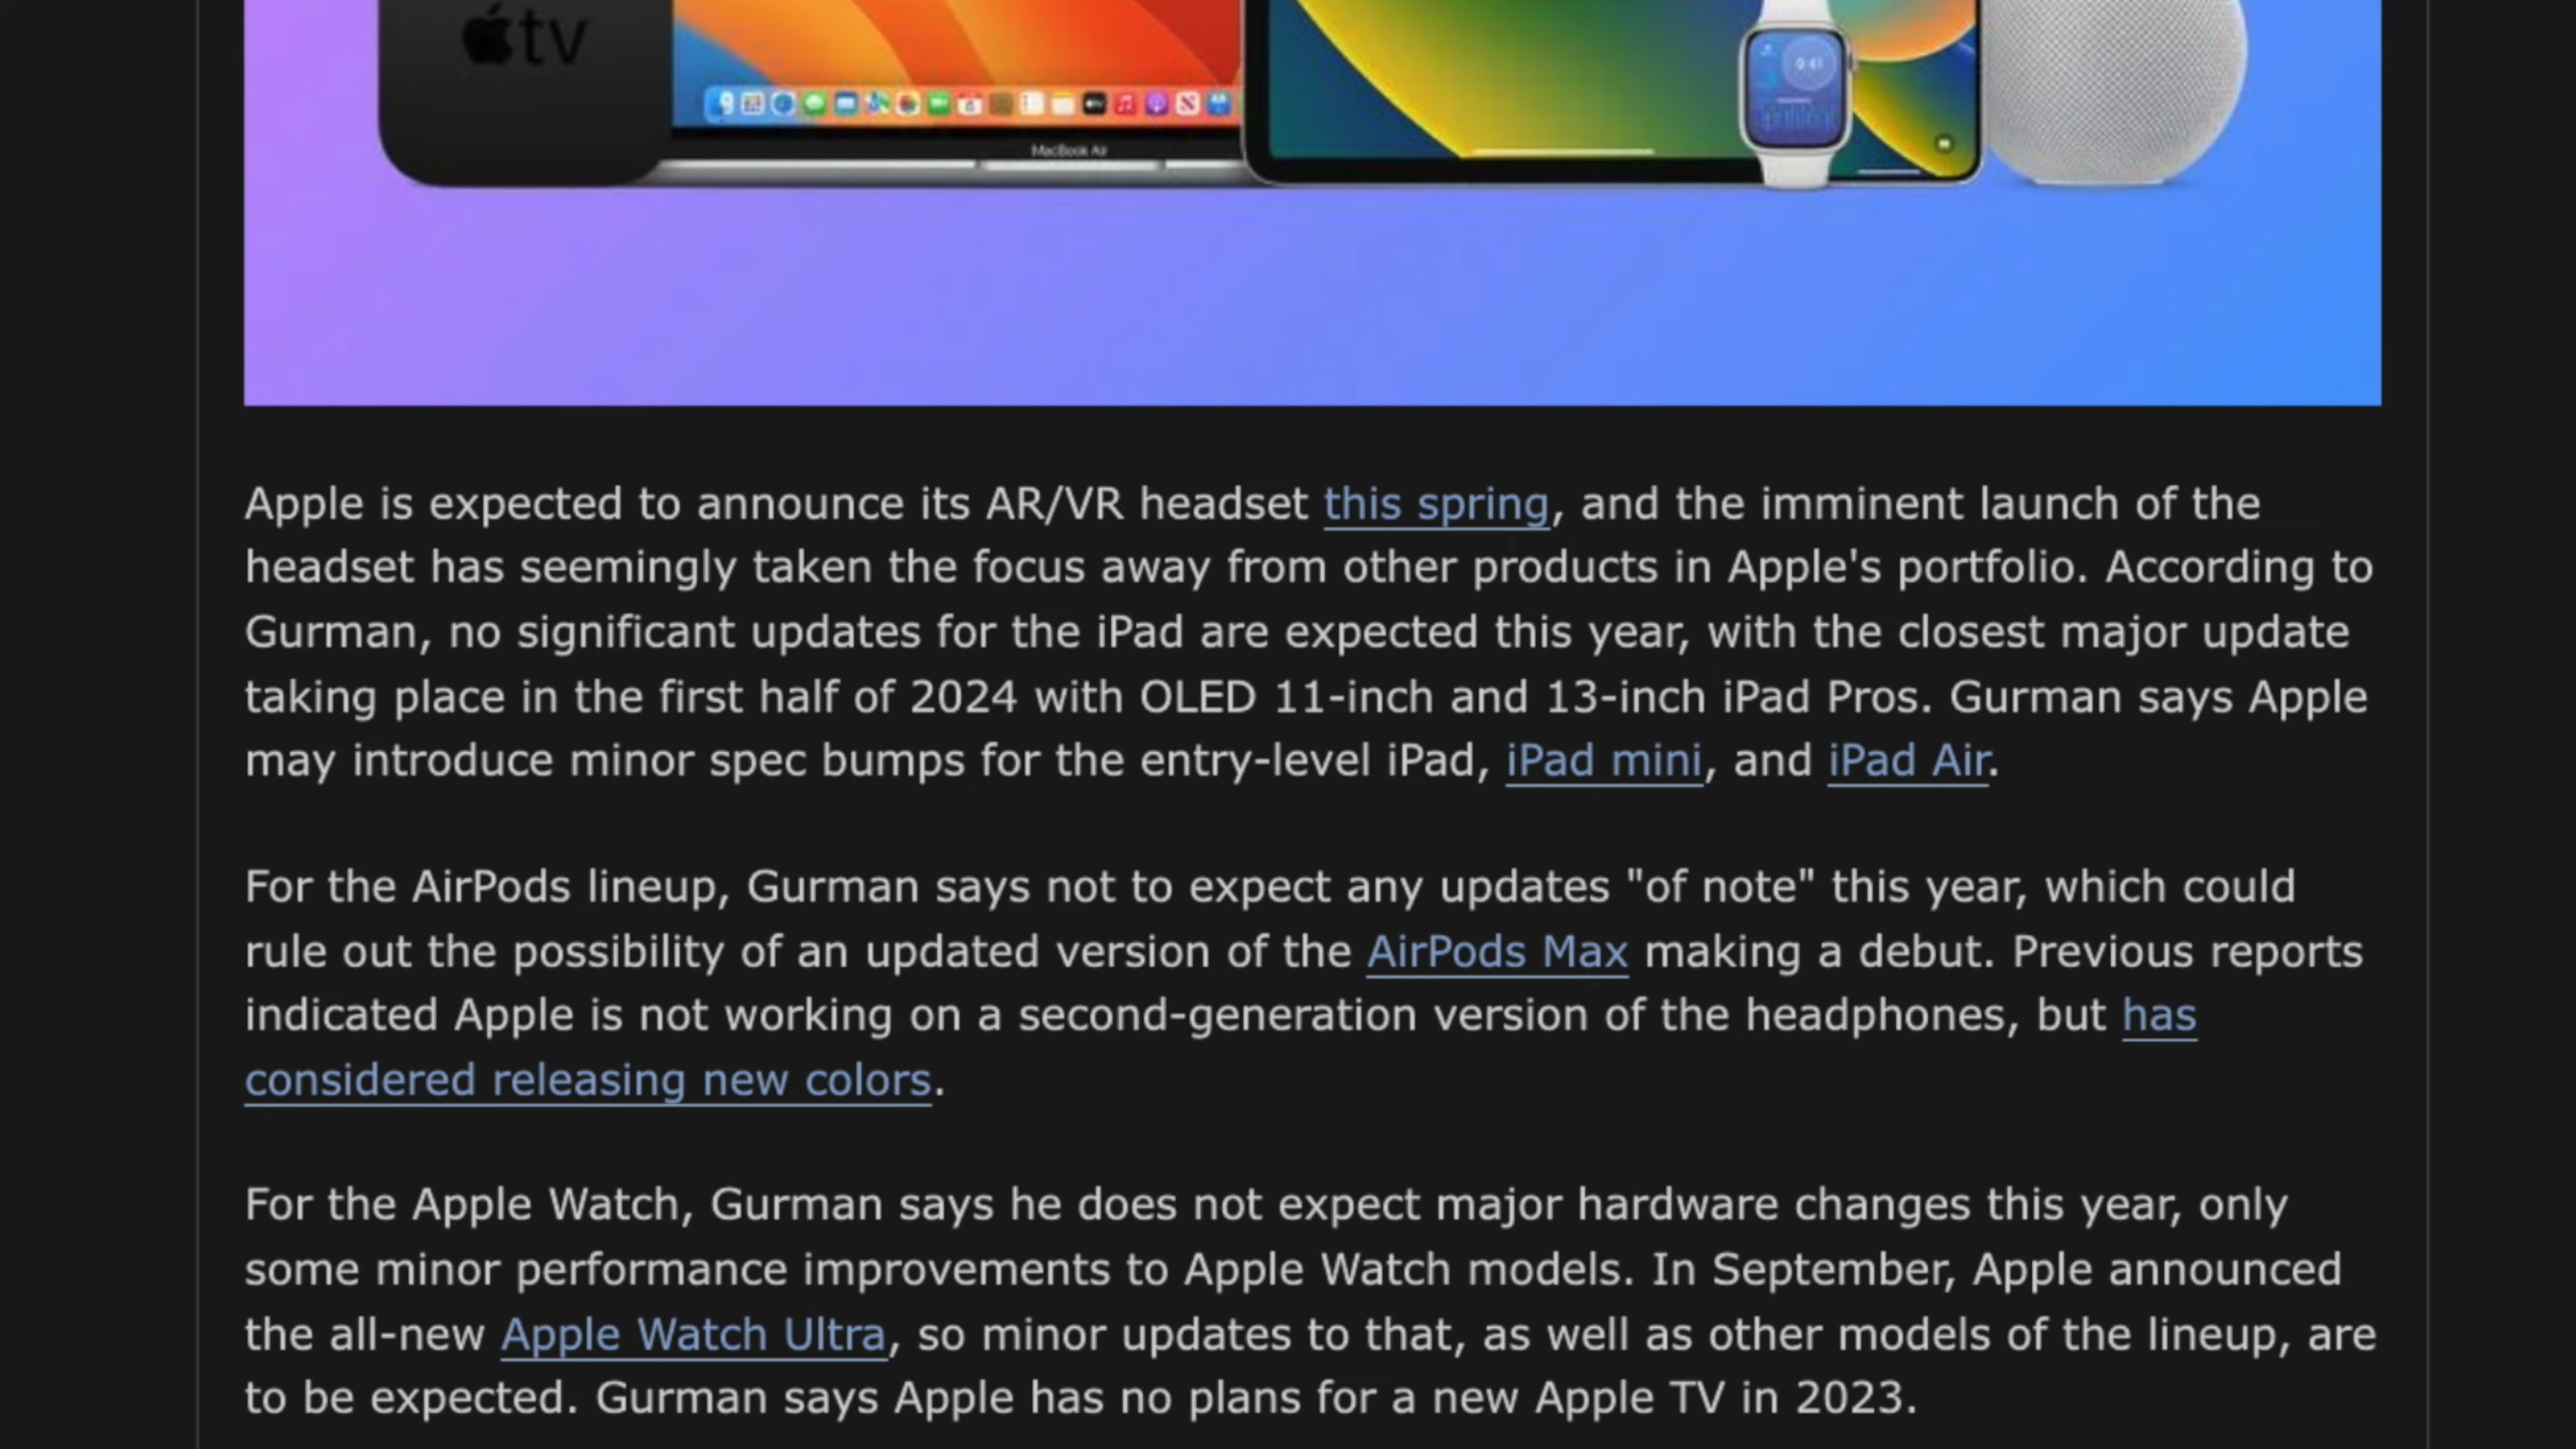 tv
MacBook Air
9:41
Apple is expected to announce its AR/VR headset this spring, and the imminent launch of the
headset has seemingly taken the focus away from other products in Apple's portfolio. According to
Gurman, no significant updates for the iPad are expected this year, with the closest major update
taking place in the first half of 2024 with OLED 11-inch and 13-inch iPad Pros. Gurman says Apple
may introduce minor spec bumps for the entry-level iPad, iPad mini, and iPad Air.
For the AirPods lineup, Gurman says not to expect any updates "of note" this year, which could
rule out the possibility of an updated version of the AirPods Max making a debut. Previous reports
indicated Apple is not working on a second-generation version of the headphones, but has
considered releasing new colors.
For the Apple Watch, Gurman says he does not expect major hardware changes this year, only
some minor performance improvements to Apple Watch models. In September, Apple announced
the all-new Apple Watch Ultra, so minor updates to that, as well as other models of the lineup, are
to be expected. Gurman says Apple has no plans for a new Apple TV in 2023.